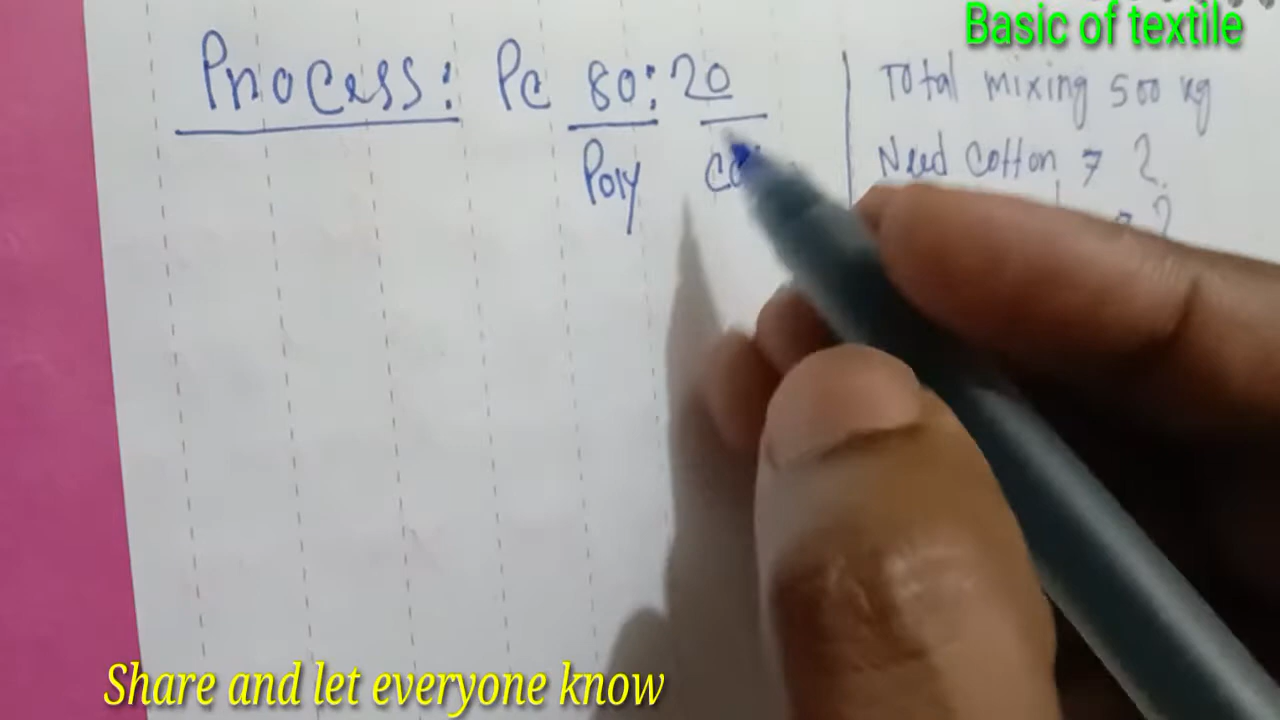 Basic of textile
Process: Pc 80:20
Poly
Total mixing 500 kg
Need Cotton = ?
= ?
Share and let everyone know